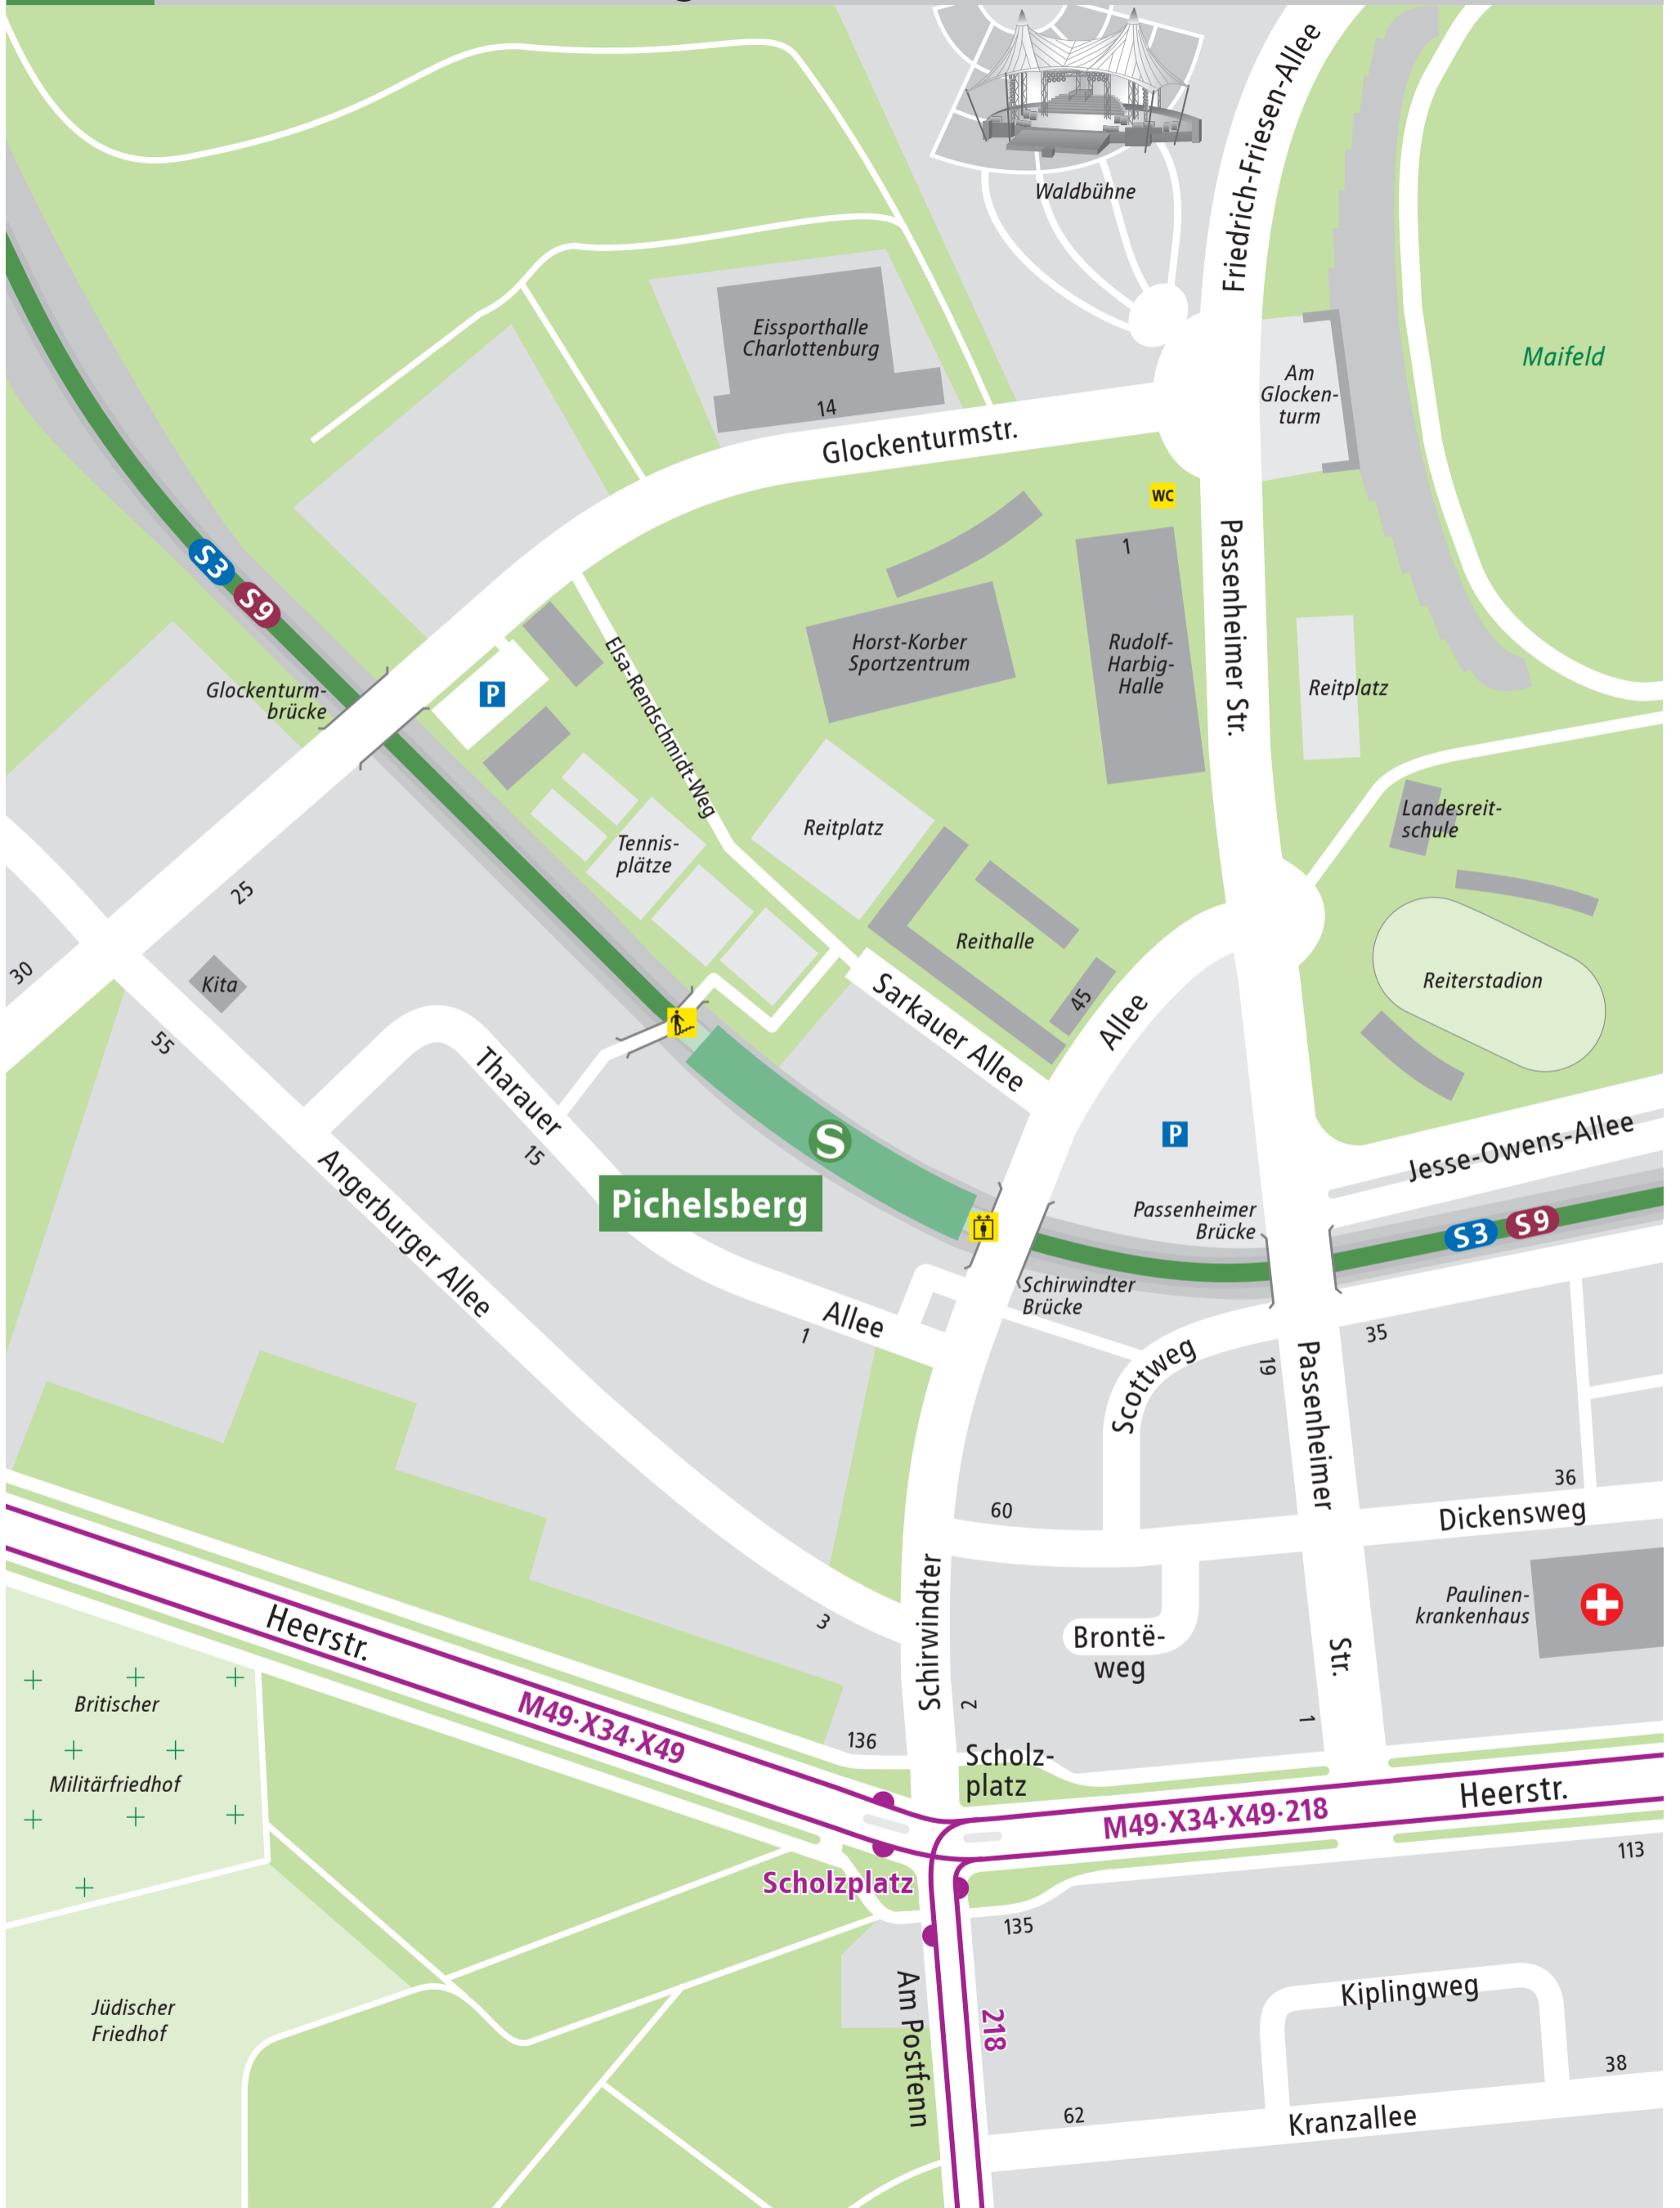 Friedrich-Friesen-Allee
Waldbühne
Eissporthalle
Charlottenburg
14
Glockenturmstr.
Am
Glocken-
turm
Maifeld
WC
1
S3
S9
Glockenturm-
brücke
P
Elsa-Rendschmidt-Weg
Horst-Korber
Sportzentrum
Rudolf-
Harbig-
Halle
Passenheimer Str.
Reitplatz
Landesreit-
schule
Tennis-
plätze
Reitplatz
Reithalle
45
Reiterstadion
25
30
Kita
55
Tharauer
15
Sarkauer Allee
Allee
P
Jesse-Owens-Allee
S
Pichelsberg
Passenheimer
Brücke
S3
S9
Schirwindter
Brücke
Angerburger Allee
Allee
1
Scottweg
19
35
Passenheimer
60
36
Dickensweg
Schirwindter
3
2
Brontë-
weg
Str.
1
Paulinen-
krankenhaus
Heerstr.
M49·X34·X49
136
Scholz-
platz
Britischer
Militärfriedhof
M49·X34·X49·218
Heerstr.
113
Scholzplatz
135
Am Postfenn
218
Jüdischer
Friedhof
Kiplingweg
38
62
Kranzallee